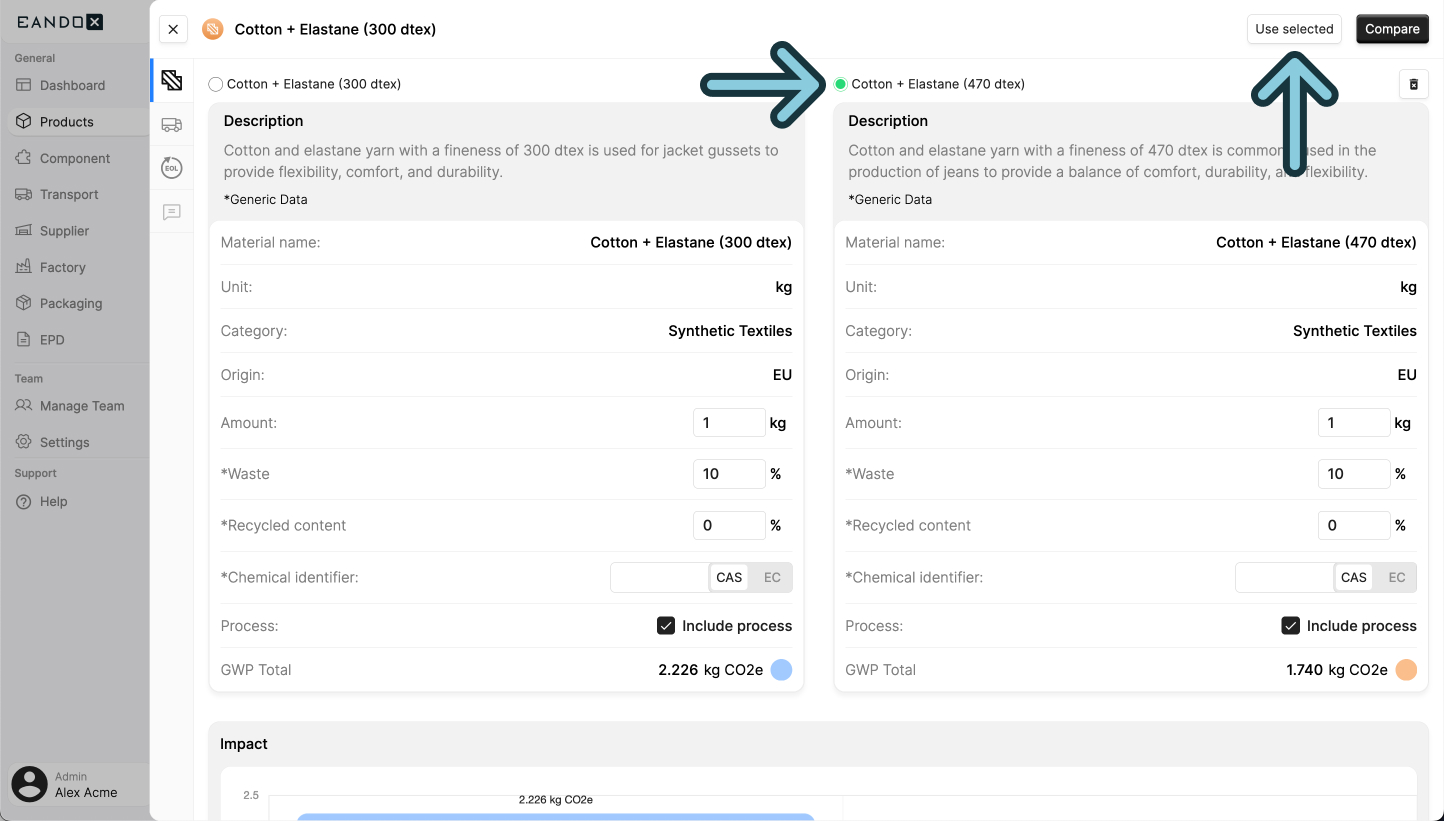 EANDOX
General
Dashboard
Products
Component
Transport
Supplier
Factory
Packaging
EPD
Team
Manage Team
Settings
Support
Help
Admin
Alex Acme
Cotton + Elastane (300 dtex)
Use selected
Compare
EOL
Cotton + Elastane (300 dtex)
Description
Cotton and elastane yarn with a fineness of 300 dtex is used for jacket gussets to
provide flexibility, comfort, and durability.
*Generic Data
Material name: Cotton + Elastane (300 dtex)
Unit: kg
Category: Synthetic Textiles
Origin: EU
Amount: 1 kg
*Waste 10 %
*Recycled content 0 %
*Chemical identifier: CAS EC
Process: Include process
GWP Total 2.226 kg CO2e
Cotton + Elastane (470 dtex)
Description
Cotton and elastane yarn with a fineness of 470 dtex is used in the
production of jeans to provide a balance of comfort, durability, flexibility.
*Generic Data
Material name: Cotton + Elastane (470 dtex)
Unit: kg
Category: Synthetic Textiles
Origin: EU
Amount: 1 kg
*Waste 10 %
*Recycled content 0 %
*Chemical identifier: CAS EC
Process: Include process
GWP Total 1.740 kg CO2e
Impact
2.5
2.226 kg CO2e